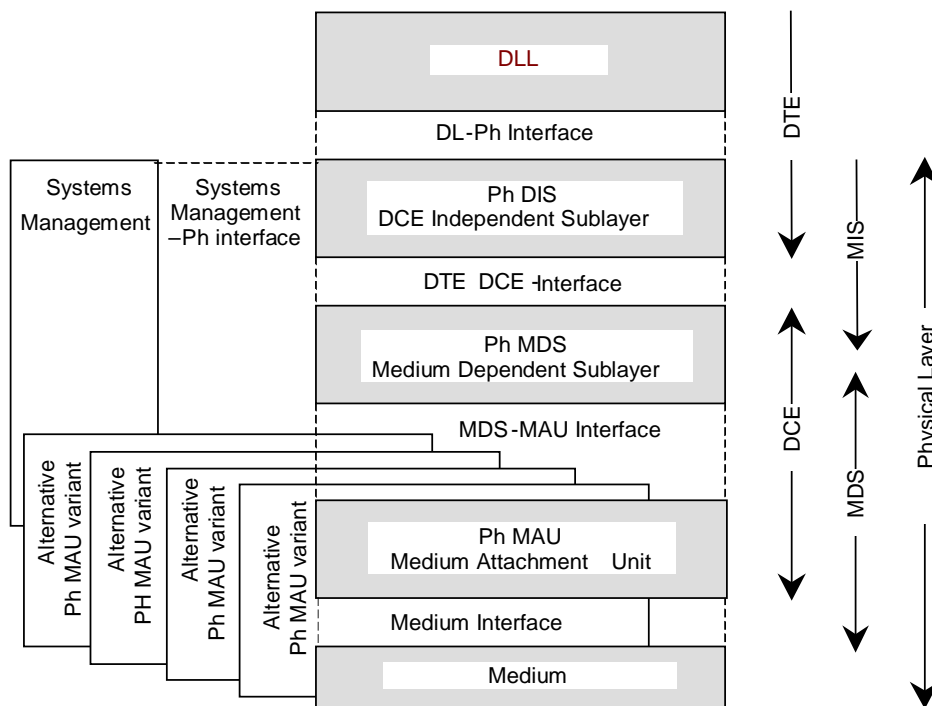 DLL
DL-Ph Interface
Systems
Management
Systems
Management
–Ph interface
Ph DIS
DCE Independent Sublayer
DTE DCE -Interface
Ph MDS
Medium Dependent Sublayer
MDS-MAU Interface
Alternative
Ph MAU variant
Alternative
PH MAU variant
Alternative
Ph MAU variant
Alternative
Ph MAU variant
Ph MAU
Medium Attachment Unit
Medium Interface
Medium
DTE
MIS
DCE
MDS
Physical Layer